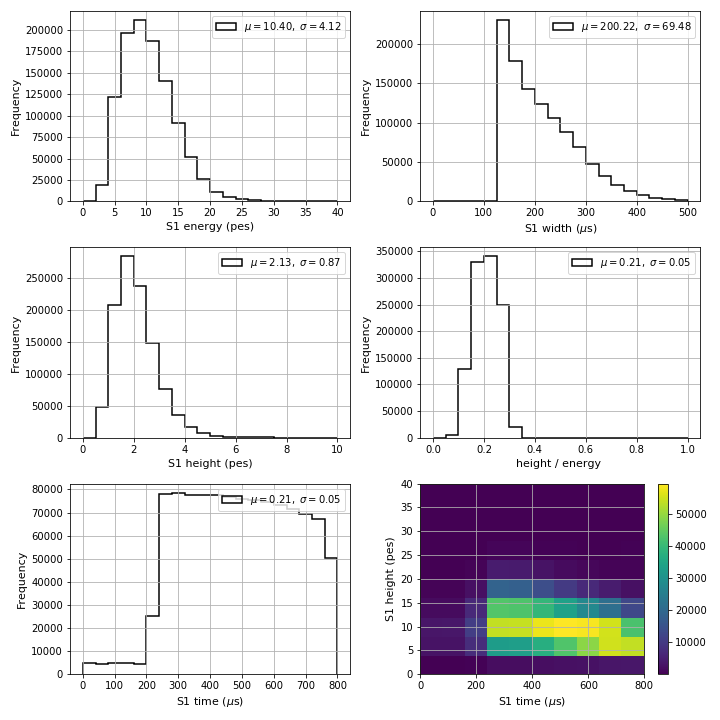 μ = 10.40, σ = 4.12
Frequency
200000
175000
150000
125000
100000
75000
50000
25000
0
0 5 10 15 20 25 30 35 40
S1 energy (pes)
μ = 200.22, σ = 69.48
Frequency
200000
150000
100000
50000
0
0 100 200 300 400 500
S1 width (μs)
μ = 2.13, σ = 0.87
Frequency
250000
200000
150000
100000
50000
0
0 2 4 6 8 10
S1 height (pes)
μ = 0.21, σ = 0.05
Frequency
350000
300000
250000
200000
150000
100000
50000
0
0.0 0.2 0.4 0.6 0.8 1.0
height / energy
μ = 0.21, σ = 0.05
Frequency
80000
70000
60000
50000
40000
30000
20000
10000
0
0 100 200 300 400 500 600 700 800
S1 time (μs)
S1 height (pes)
40
35
30
25
20
15
10
5
0
0 200 400 600 800
S1 time (μs)
50000
40000
30000
20000
10000